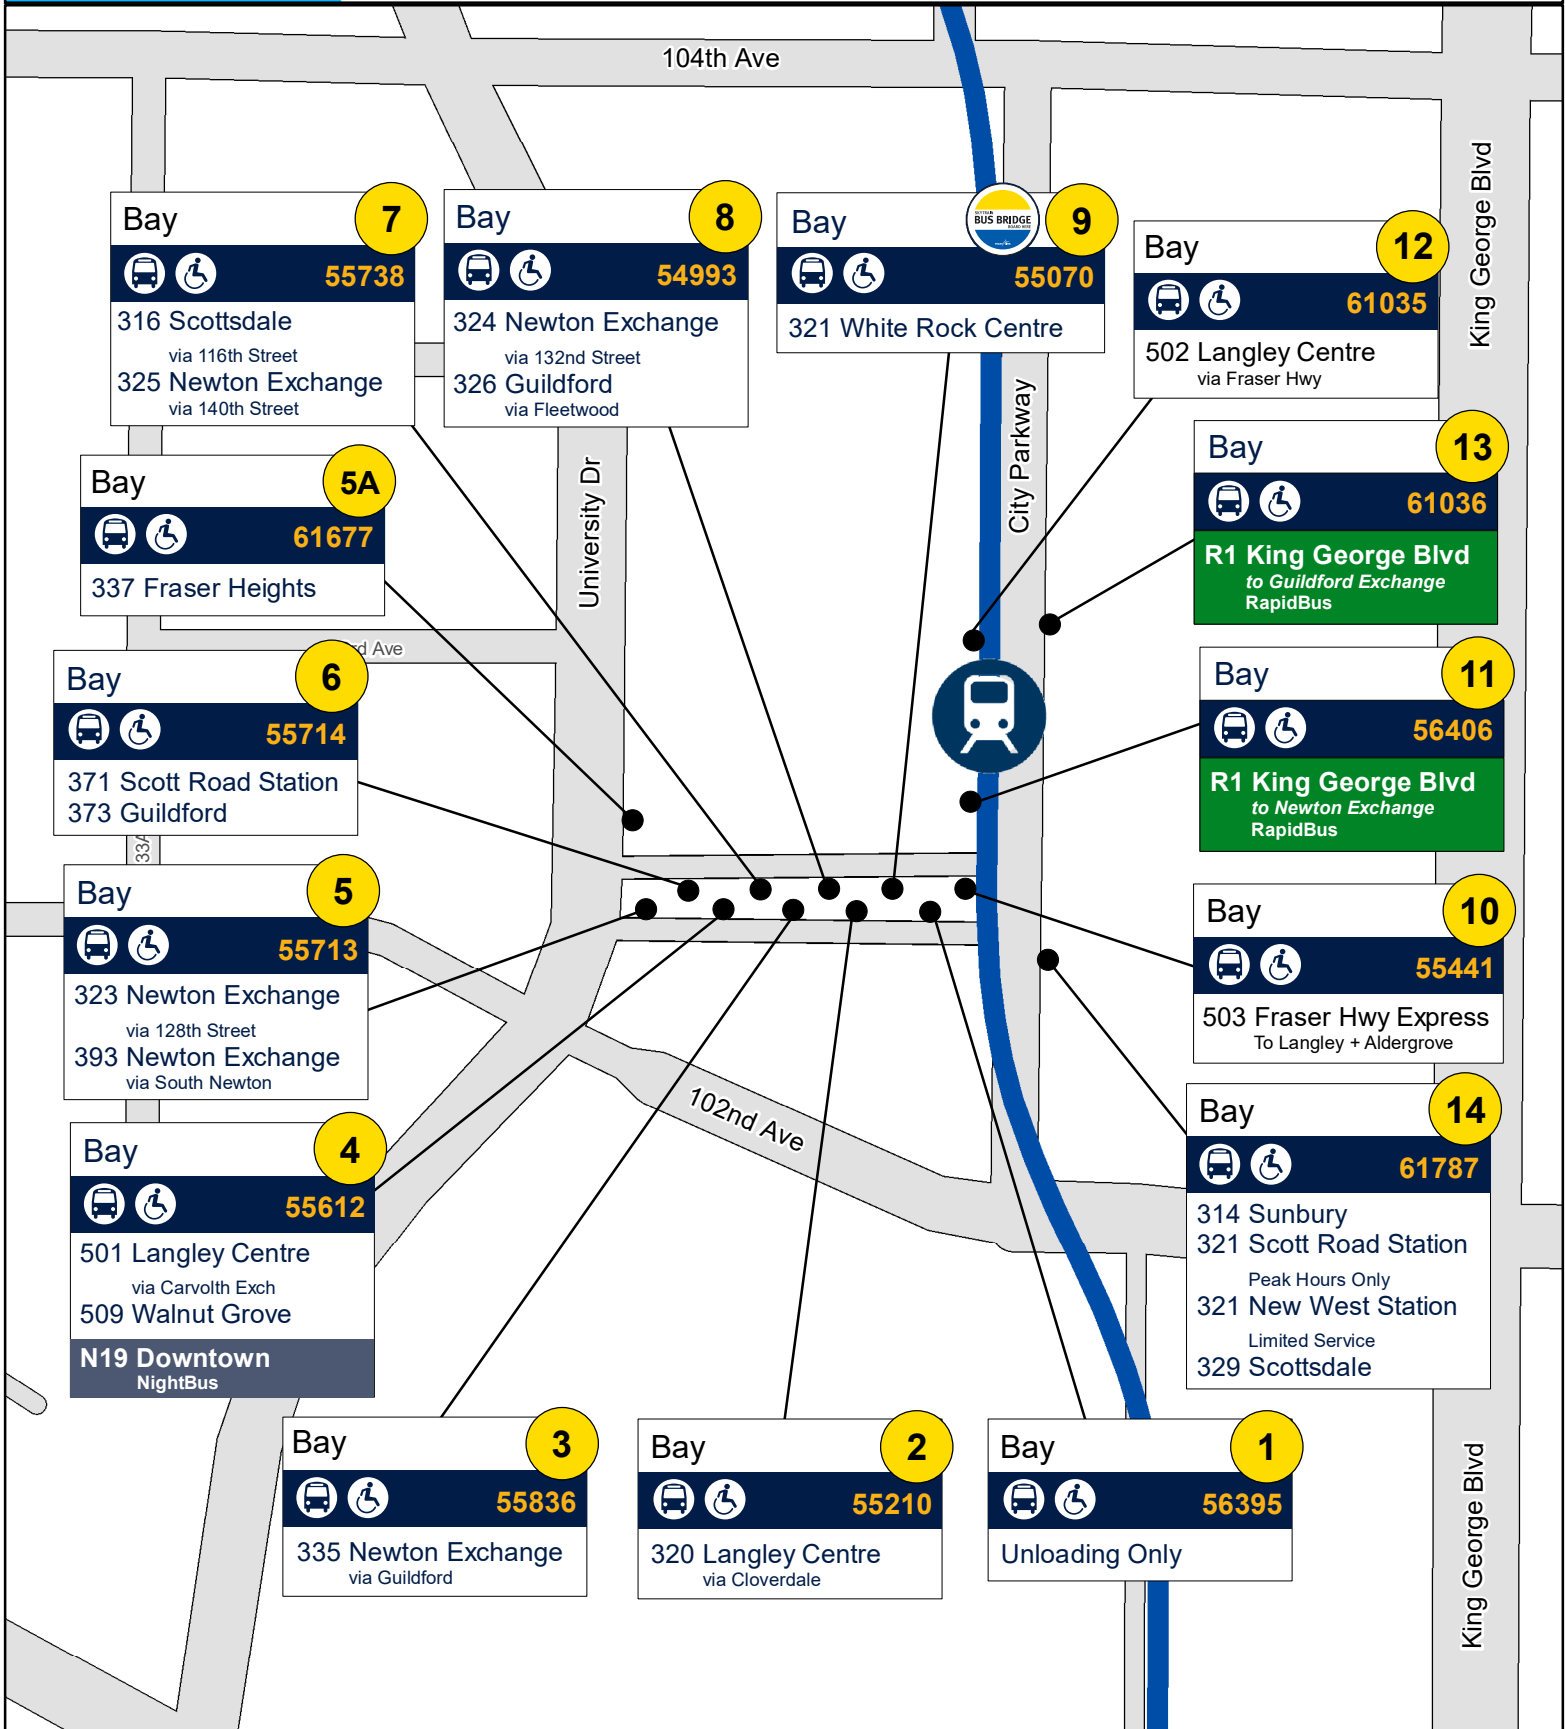 104th Ave
King George Blvd
Bay 7
55738
316 Scottsdale
via 116th Street
325 Newton Exchange
via 140th Street
Bay 8
54993
324 Newton Exchange
via 132nd Street
326 Guildford
via Fleetwood
BUS BRIDGE
Bay 9
55070
321 White Rock Centre
Bay 12
61035
502 Langley Centre
via Fraser Hwy
City Parkway
University Dr
Bay 13
61036
R1 King George Blvd
to Guildford Exchange
RapidBus
Bay 5A
61677
337 Fraser Heights
rd Ave
Bay 6
55714
371 Scott Road Station
373 Guildford
33A
Bay 11
56406
R1 King George Blvd
to Newton Exchange
RapidBus
Bay 5
55713
323 Newton Exchange
via 128th Street
393 Newton Exchange
via South Newton
Bay 10
55441
503 Fraser Hwy Express
To Langley + Aldergrove
102nd Ave
Bay 4
55612
501 Langley Centre
via Carvolth Exch
509 Walnut Grove
N19 Downtown
NightBus
Bay 14
61787
314 Sunbury
321 Scott Road Station
Peak Hours Only
321 New West Station
Limited Service
329 Scottsdale
Bay 3
55836
335 Newton Exchange
via Guildford
Bay 2
55210
320 Langley Centre
via Cloverdale
Bay 1
56395
Unloading Only
King George Blvd